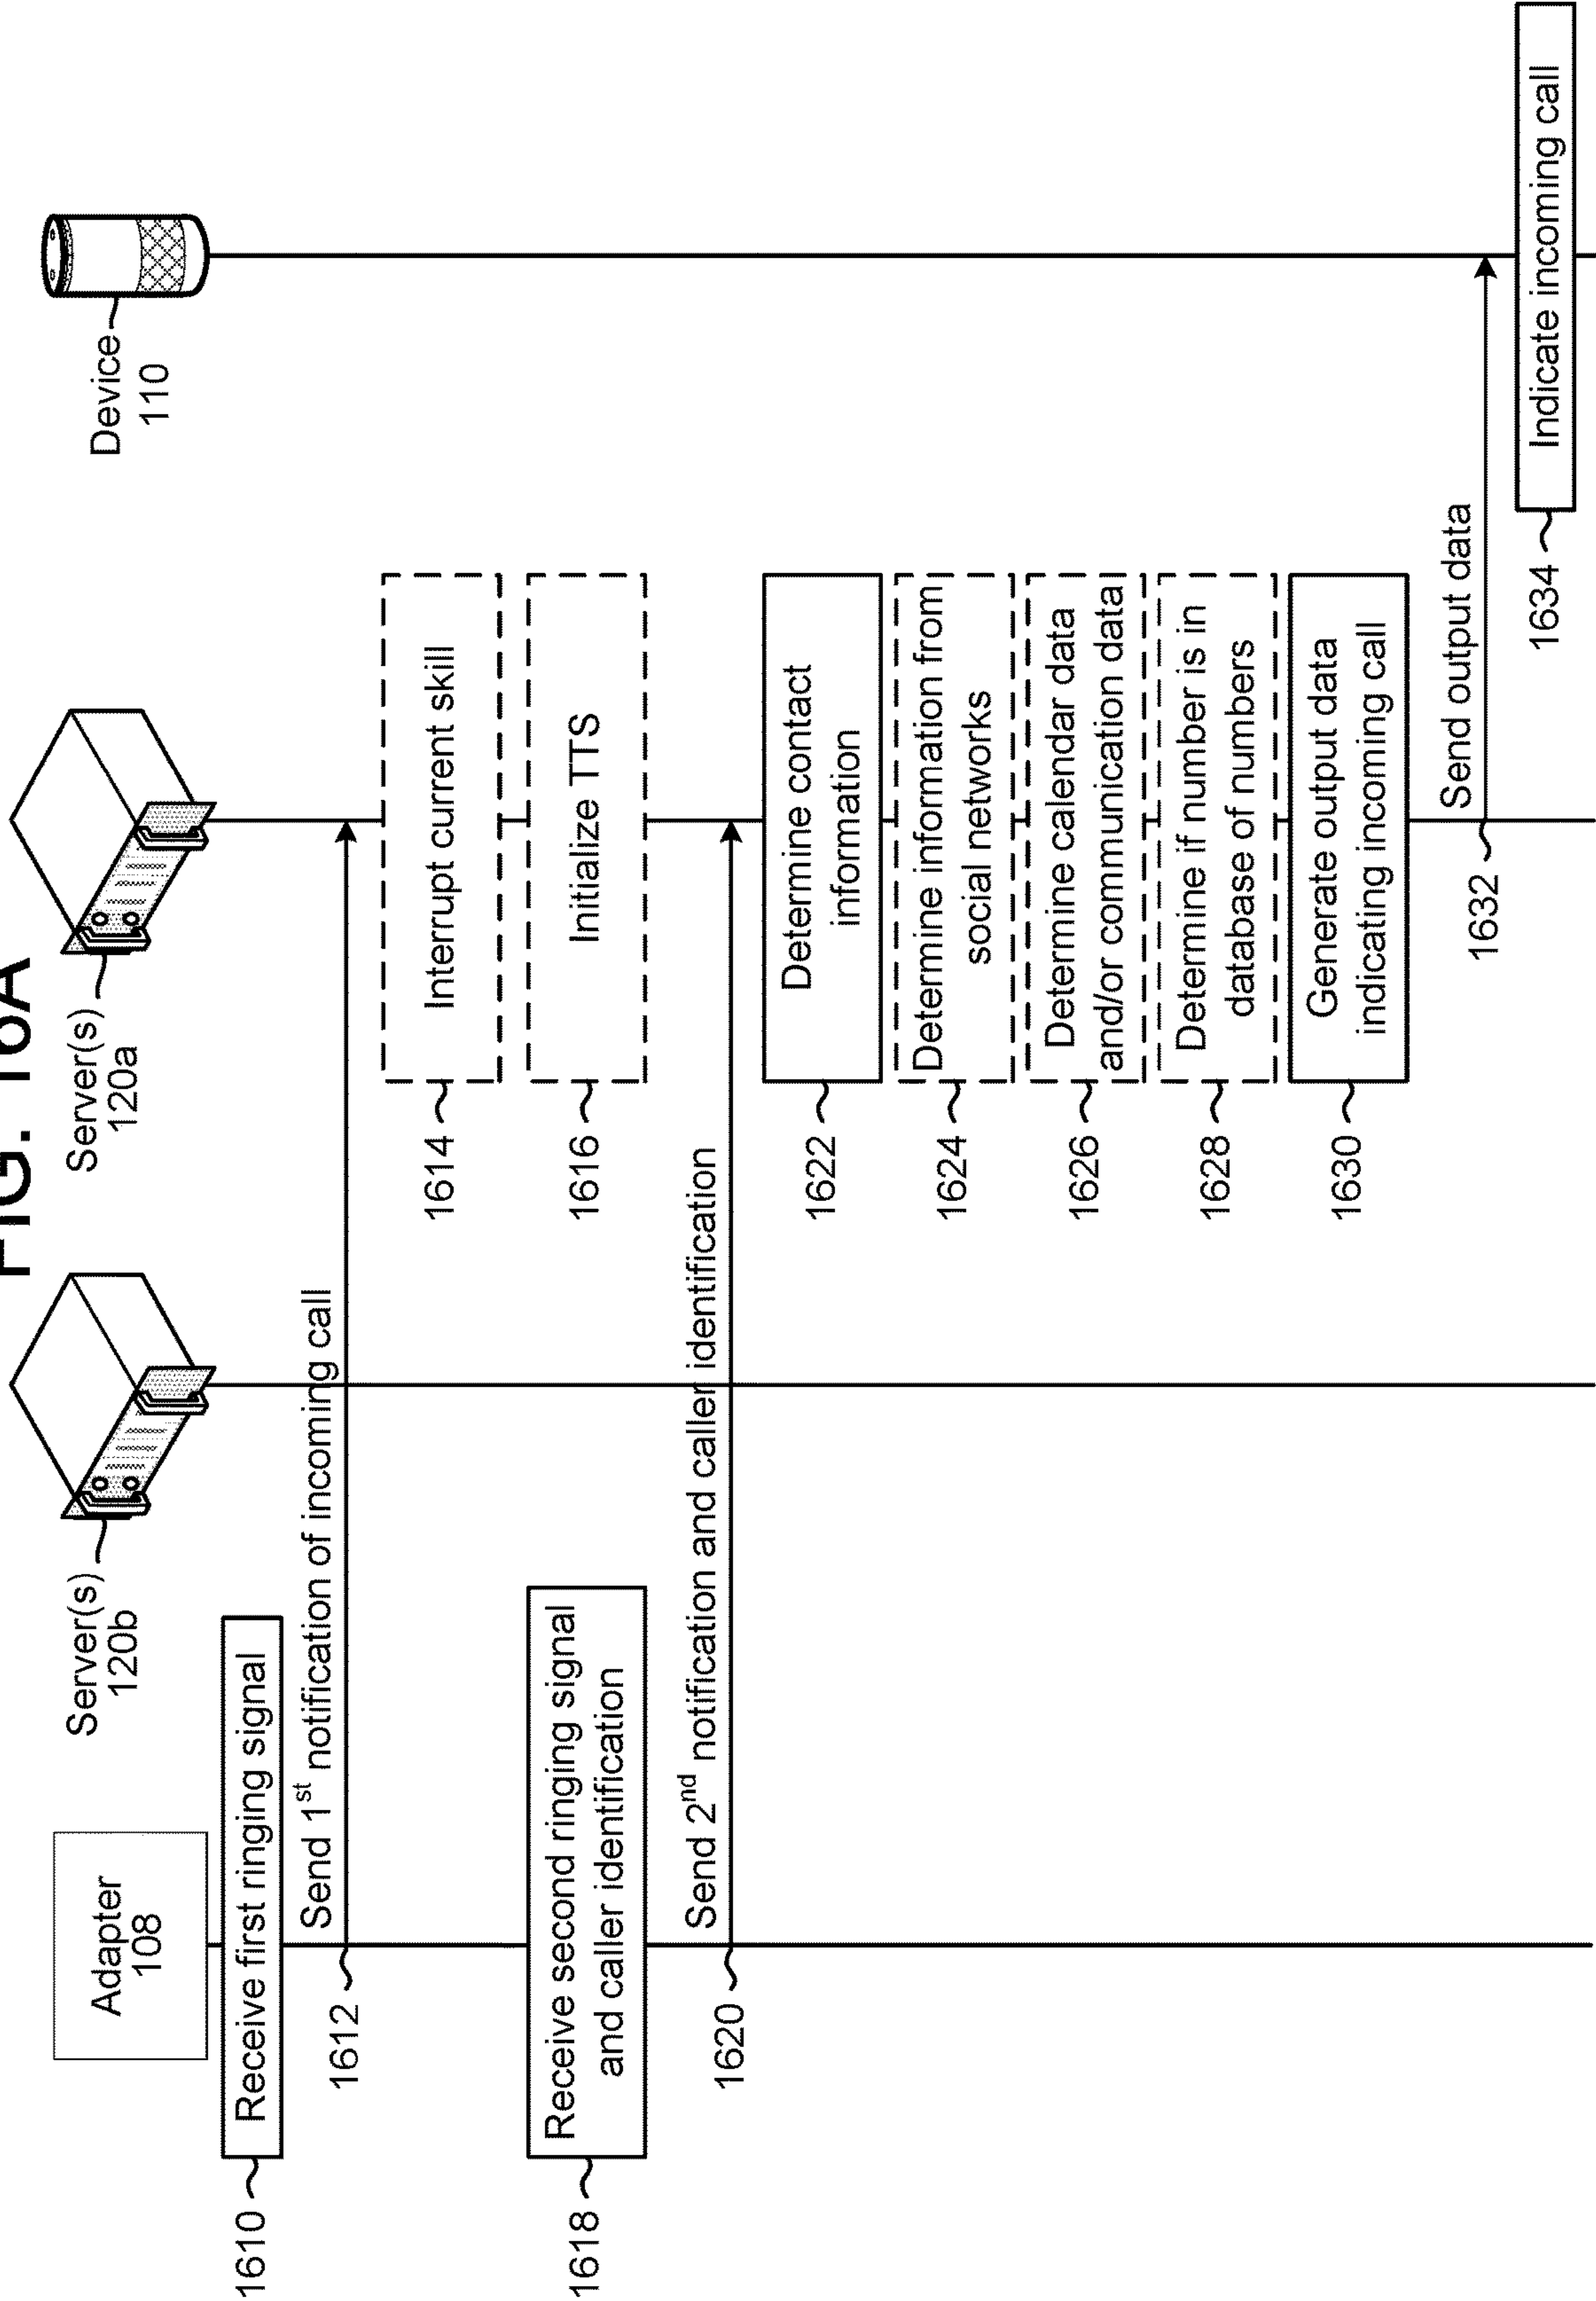 FIG. 16A
Adapter
108
Server(s)
120b
Server(s)
120a
Device
110
1610
Receive first ringing signal
Send 1st notification of incoming call
1612
1614
Interrupt current skill
1616
Initialize TTS
1618
Receive second ringing signal
and caller identification
Send 2nd notification and caller identification
1620
1622
Determine contact
information
1624
Determine information from
social networks
1626
Determine calendar data
and/or communication data
1628
Determine if number is in
database of numbers
1630
Generate output data
indicating incoming call
Send output data
1632
1634
Indicate incoming call